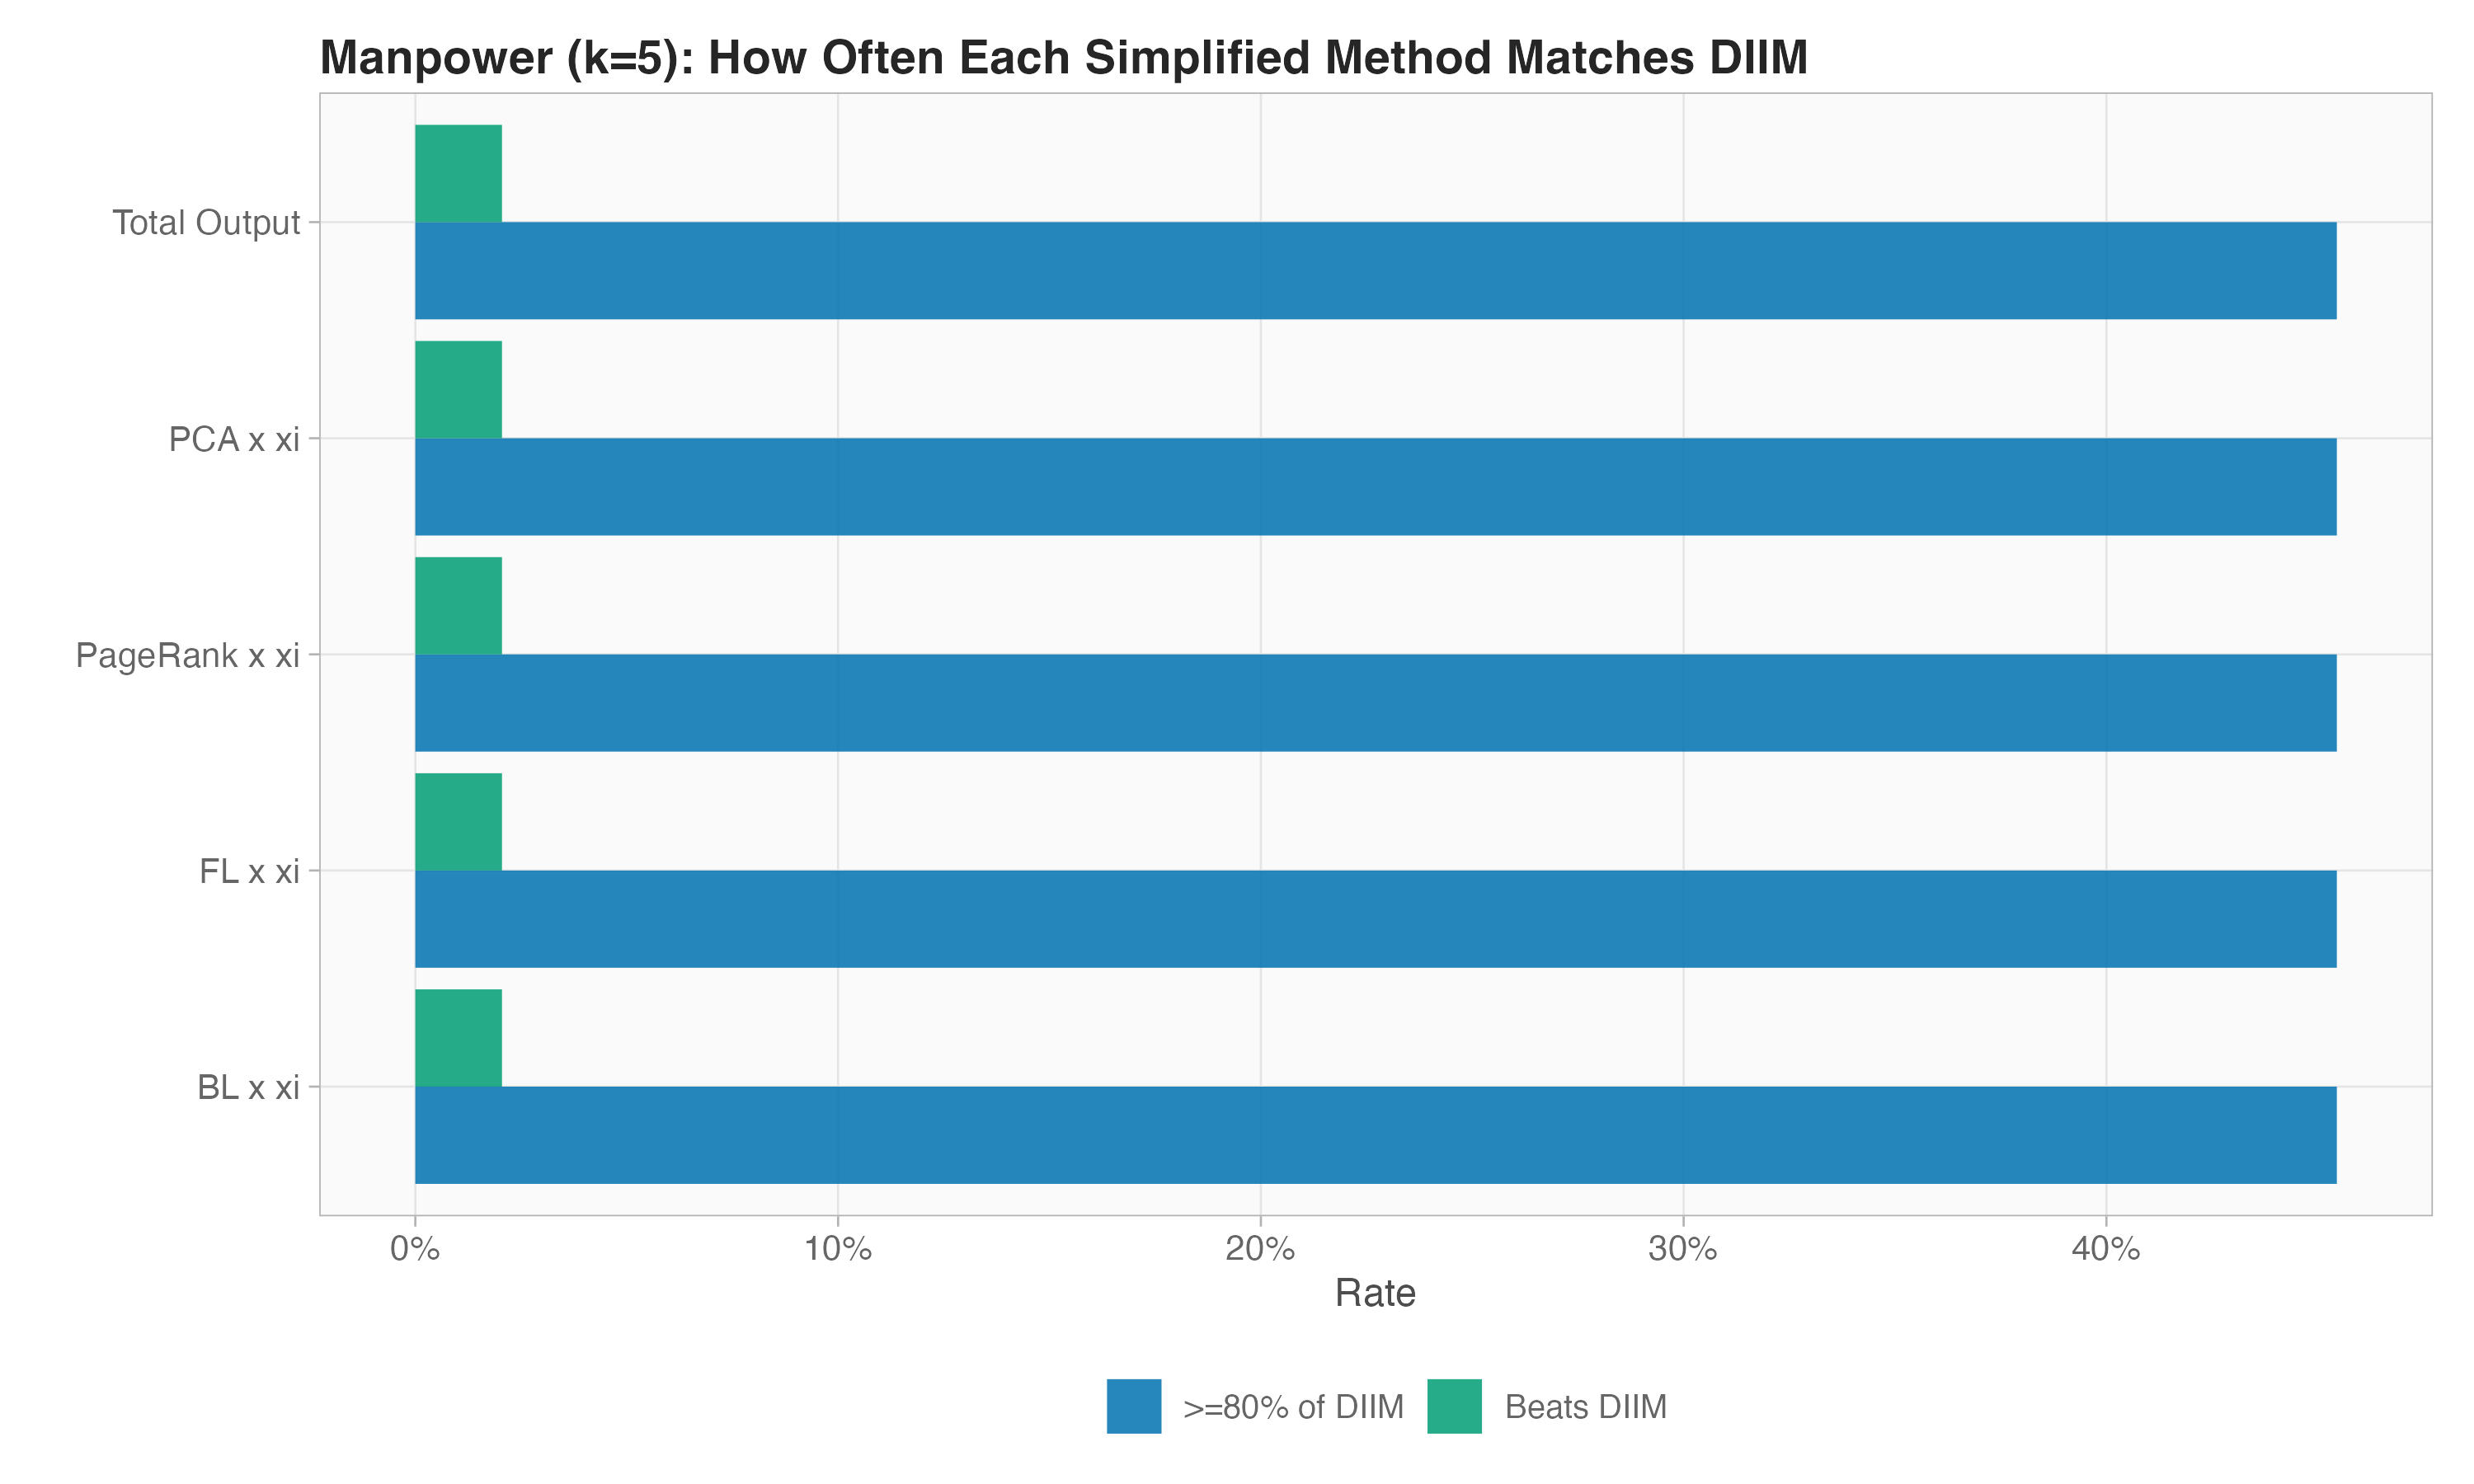 Manpower (k=5): How Often Each Simplified Method Matches DIIM
Total Output
PCA x xi
PageRank x xi
FL x xi
BL x xi
0% 10% 20% 30% 40%
Rate
>=80% of DIIM Beats DIIM